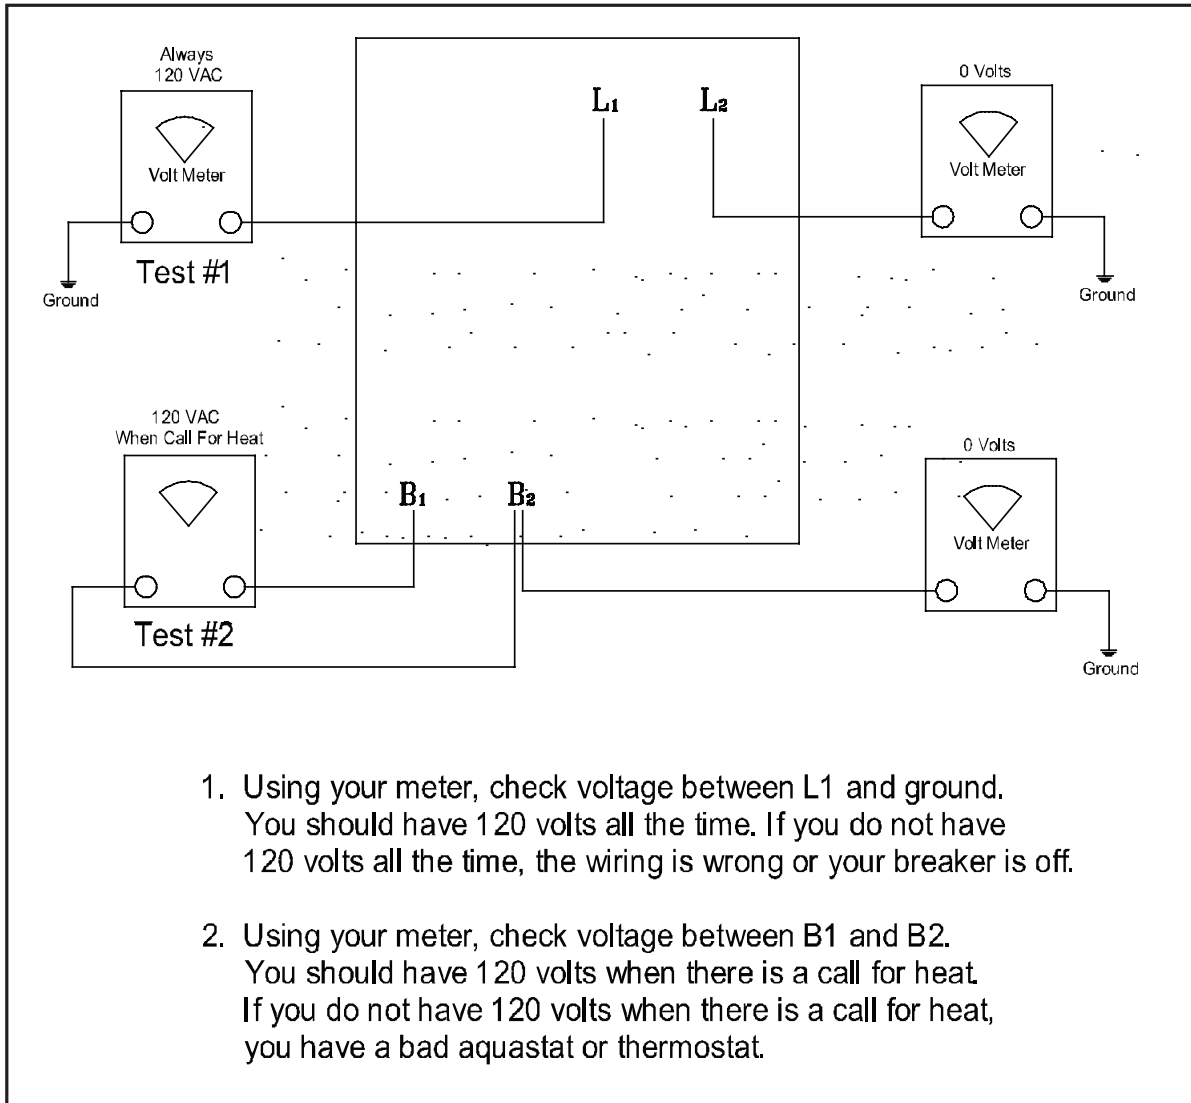 Always
120 VAC
0 Volts
L1
L2
Volt Meter
Volt Meter
Test #1
Ground
Ground
120 VAC
When Call For Heat
0 Volts
B1
B2
Volt Meter
Test #2
Ground
1. Using your meter, check voltage between L1 and ground.
You should have 120 volts all the time. If you do not have
120 volts all the time, the wiring is wrong or your breaker is off.
2. Using your meter, check voltage between B1 and B2.
You should have 120 volts when there is a call for heat.
If you do not have 120 volts when there is a call for heat,
you have a bad aquastat or thermostat.